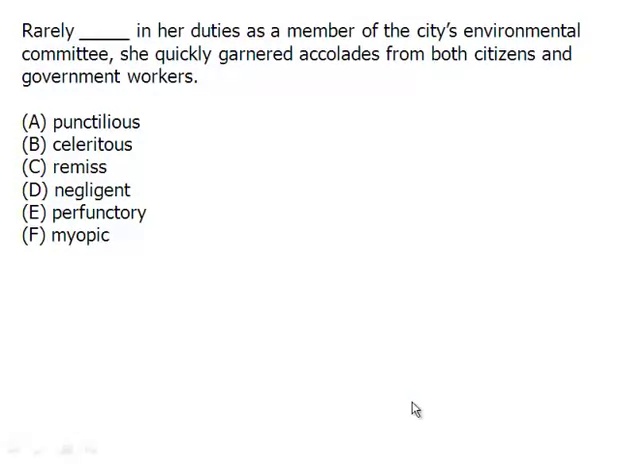 Rarely _____ in her duties as a member of the city’s environmental
committee, she quickly garnered accolades from both citizens and
government workers.
(A) punctilious
(B) celeritous
(C) remiss
(D) negligent
(E) perfunctory
(F) myopic